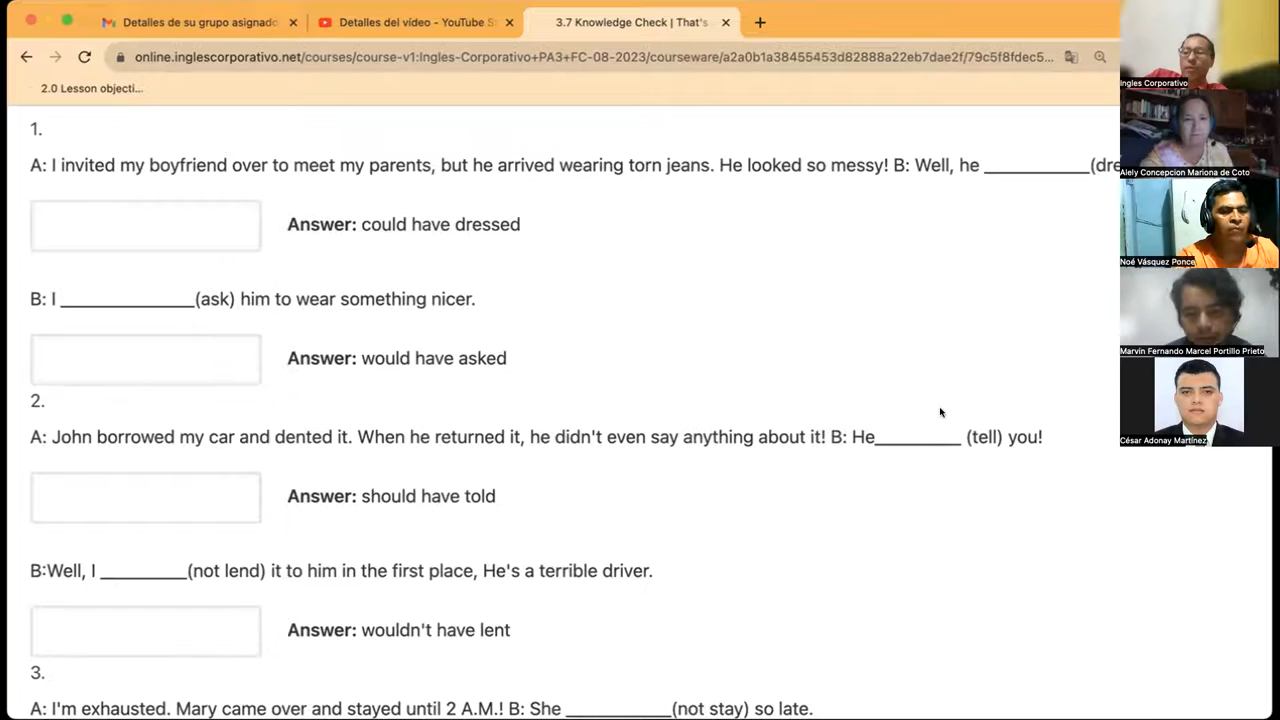 Detalles de su grupo asignado
Detalles del vídeo - YouTube S
3.7 Knowledge Check | That's
online.inglescorporativo.net/courses/course-v1:Ingles-Corporativo+PA3+FC-08-2023/courseware/a2a0b1a38455453d82888a22eb7dae2f/79c5f8fdec5...
2.0 Lesson objecti...
1.
A: I invited my boyfriend over to meet my parents, but he arrived wearing torn jeans. He looked so messy! B: Well, he ___________(dre
Answer: could have dressed
B: I ______________(ask) him to wear something nicer.
Answer: would have asked
2.
A: John borrowed my car and dented it. When he returned it, he didn't even say anything about it! B: He_________ (tell) you!
Answer: should have told
B:Well, I _________(not lend) it to him in the first place, He's a terrible driver.
Answer: wouldn't have lent
3.
A: I'm exhausted. Mary came over and stayed until 2 A.M.! B: She ___________(not stay) so late.
Ingles Corporativo
Alely Concepcion Mariona de Coto
Noé Vásquez Ponce
Marvin Fernando Marcel Portillo Prieto
César Adonay Martínez